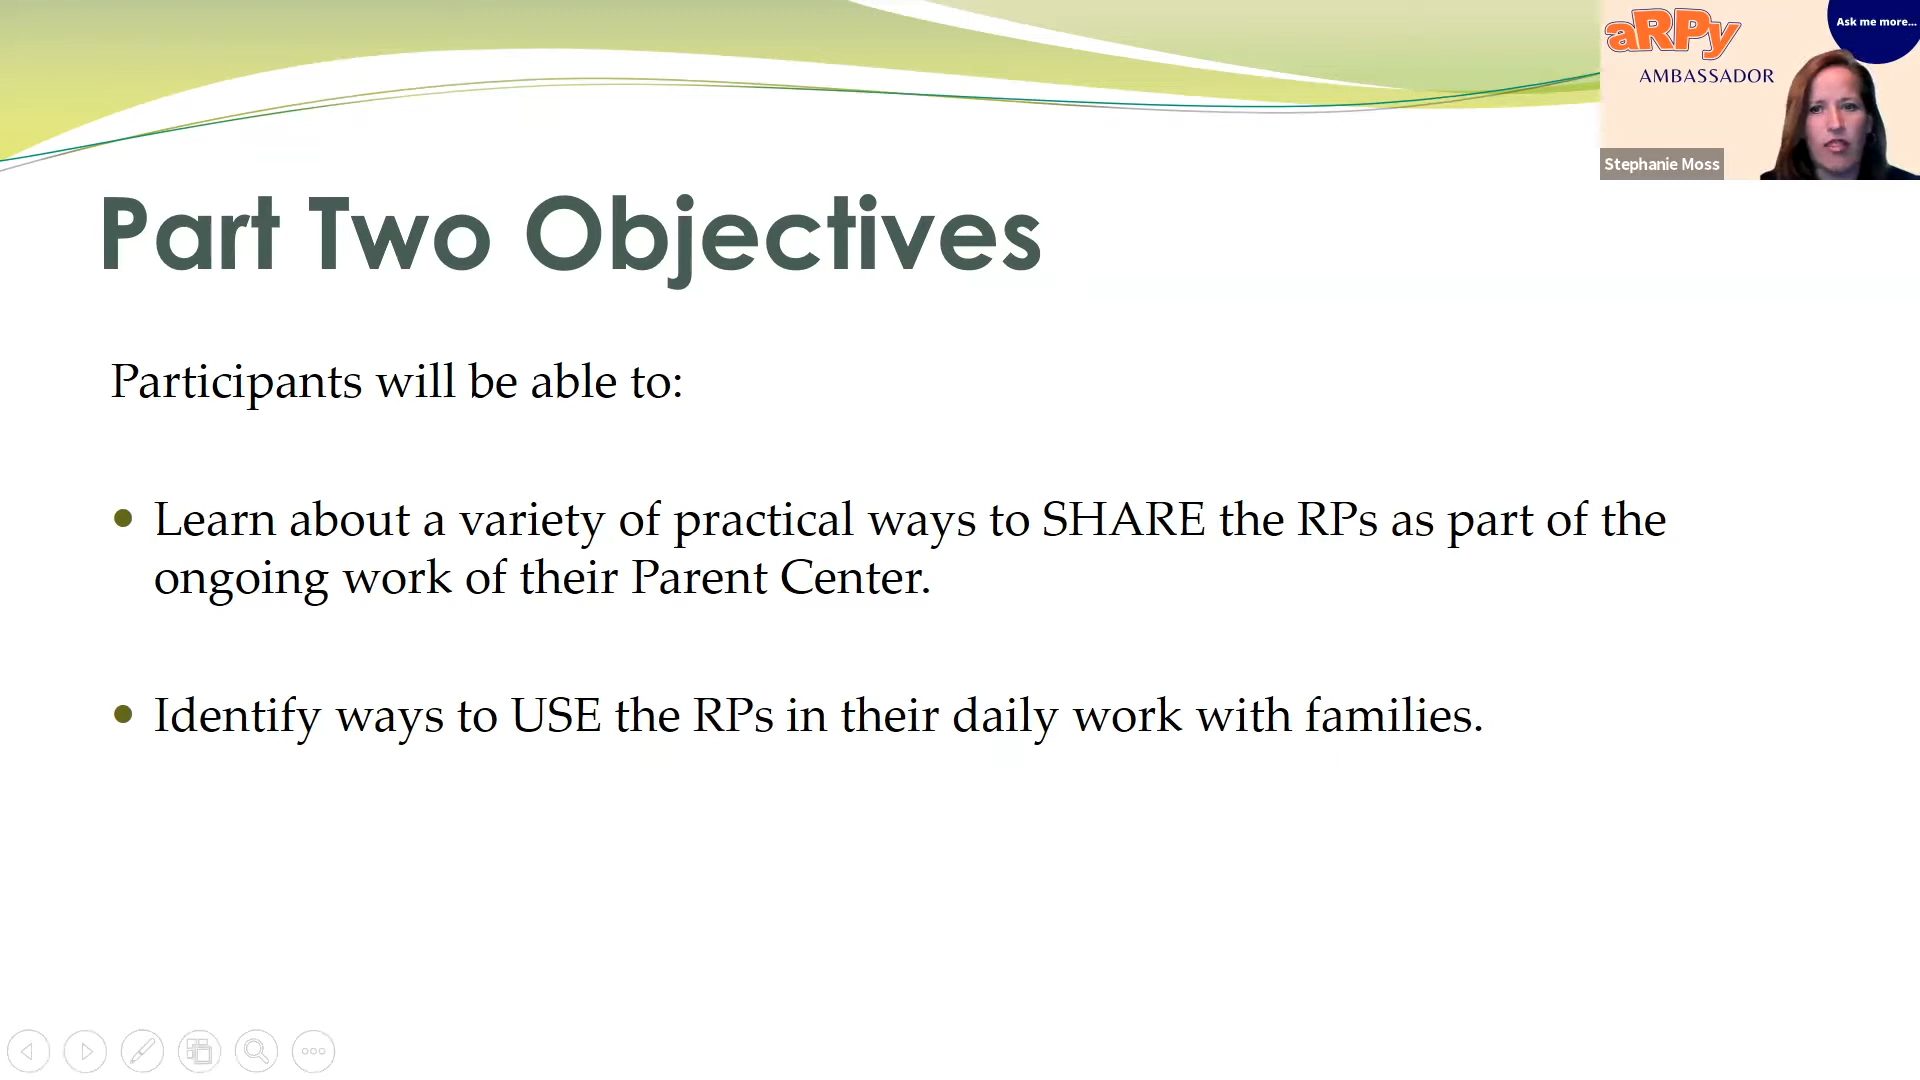 aRPy
AMBASSADOR
Ask me more...
Stephanie Moss
Part Two Objectives
Participants will be able to:
• Learn about a variety of practical ways to SHARE the RPs as part of the
ongoing work of their Parent Center.
• Identify ways to USE the RPs in their daily work with families.